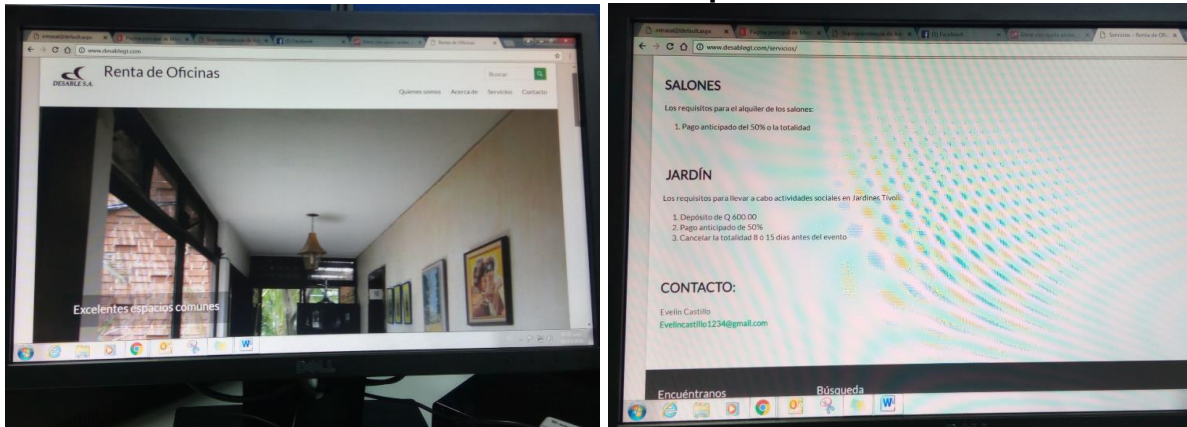 www.desablegt.com
DESABLE S.A.
Renta de Oficinas
Buscar
Quienes somos Acerca de Servicios Contacto
Excelentes espacios comunes
DELL
www.desablegt.com/servicios/
SALONES
Los requisitos para el alquiler de los salones:
1. Pago anticipado del 50% o la totalidad
JARDÍN
Los requisitos para llevar a cabo actividades sociales en Jardines Tivoli:
1. Depósito de Q 600.00
2. Pago anticipado de 50%
3. Cancelar la totalidad 8 ó 15 días antes del evento
CONTACTO:
Evelin Castillo
Evelincastillo1234@gmail.com
Encuéntranos Búsqueda